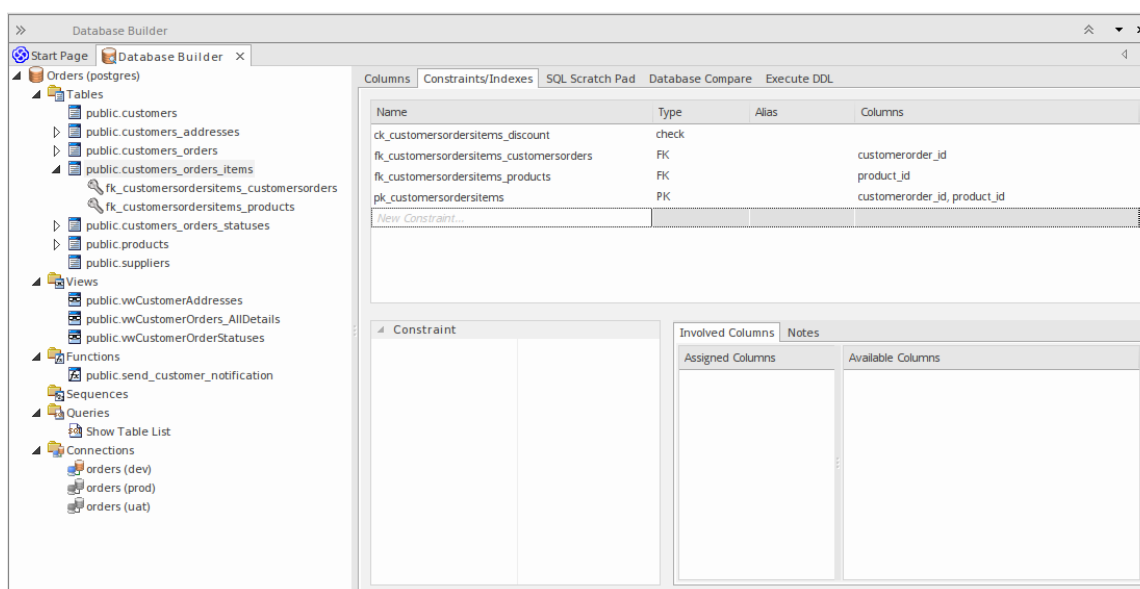 Database Builder
Start Page
Database Builder
Orders (postgres)
Tables
public.customers
public.customers_addresses
public.customers_orders
public.customers_orders_items
fk_customersordersitems_customersorders
fk_customersordersitems_products
public.customers_orders_statuses
public.products
public.suppliers
Views
public.vwCustomerAddresses
public.vwCustomerOrders_AllDetails
public.vwCustomerOrderStatuses
Functions
public.send_customer_notification
Sequences
Queries
Show Table List
Connections
orders (dev)
orders (prod)
orders (uat)
Columns Constraints/Indexes SQL Scratch Pad Database Compare Execute DDL
Name Type Alias Columns
ck_customersordersitems_discount check
fk_customersordersitems_customersorders FK customerorder_id
fk_customersordersitems_products FK product_id
pk_customersordersitems PK customerorder_id, product_id
New Constraint...
Constraint
Involved Columns Notes
Assigned Columns Available Columns